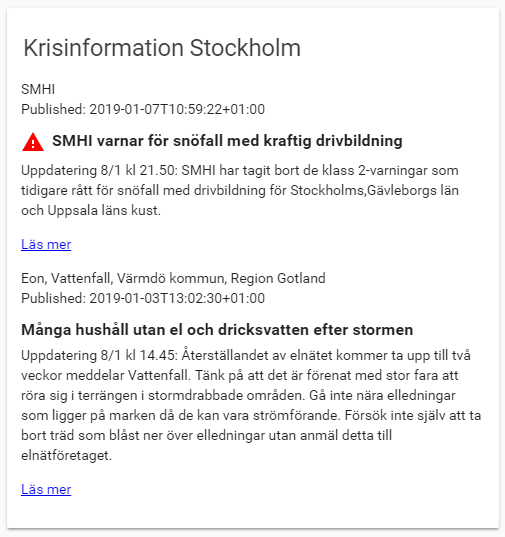 Krisinformation Stockholm
SMHI
Published: 2019-01-07T10:59:22+01:00
SMHI varnar för snöfall med kraftig drivbildning
Uppdatering 8/1 kl 21.50: SMHI har tagit bort de klass 2-varningar som
tidigare rått för snöfall med drivbildning för Stockholms,Gävleborgs län
och Uppsala läns kust.
Läs mer
Eon, Vattenfall, Värmdö kommun, Region Gotland
Published: 2019-01-03T13:02:30+01:00
Många hushåll utan el och dricksvatten efter stormen
Uppdatering 8/1 kl 14.45: Återställandet av elnätet kommer ta upp till två
veckor meddelar Vattenfall. Tänk på att det är förenat med stor fara att
röra sig i terrängen i stormdrabbade områden. Gå inte nära elledningar
som ligger på marken då de kan vara strömförande. Försök inte själv att ta
bort träd som blåst ner över elledningar utan anmäl detta till
elnätföretaget.
Läs mer